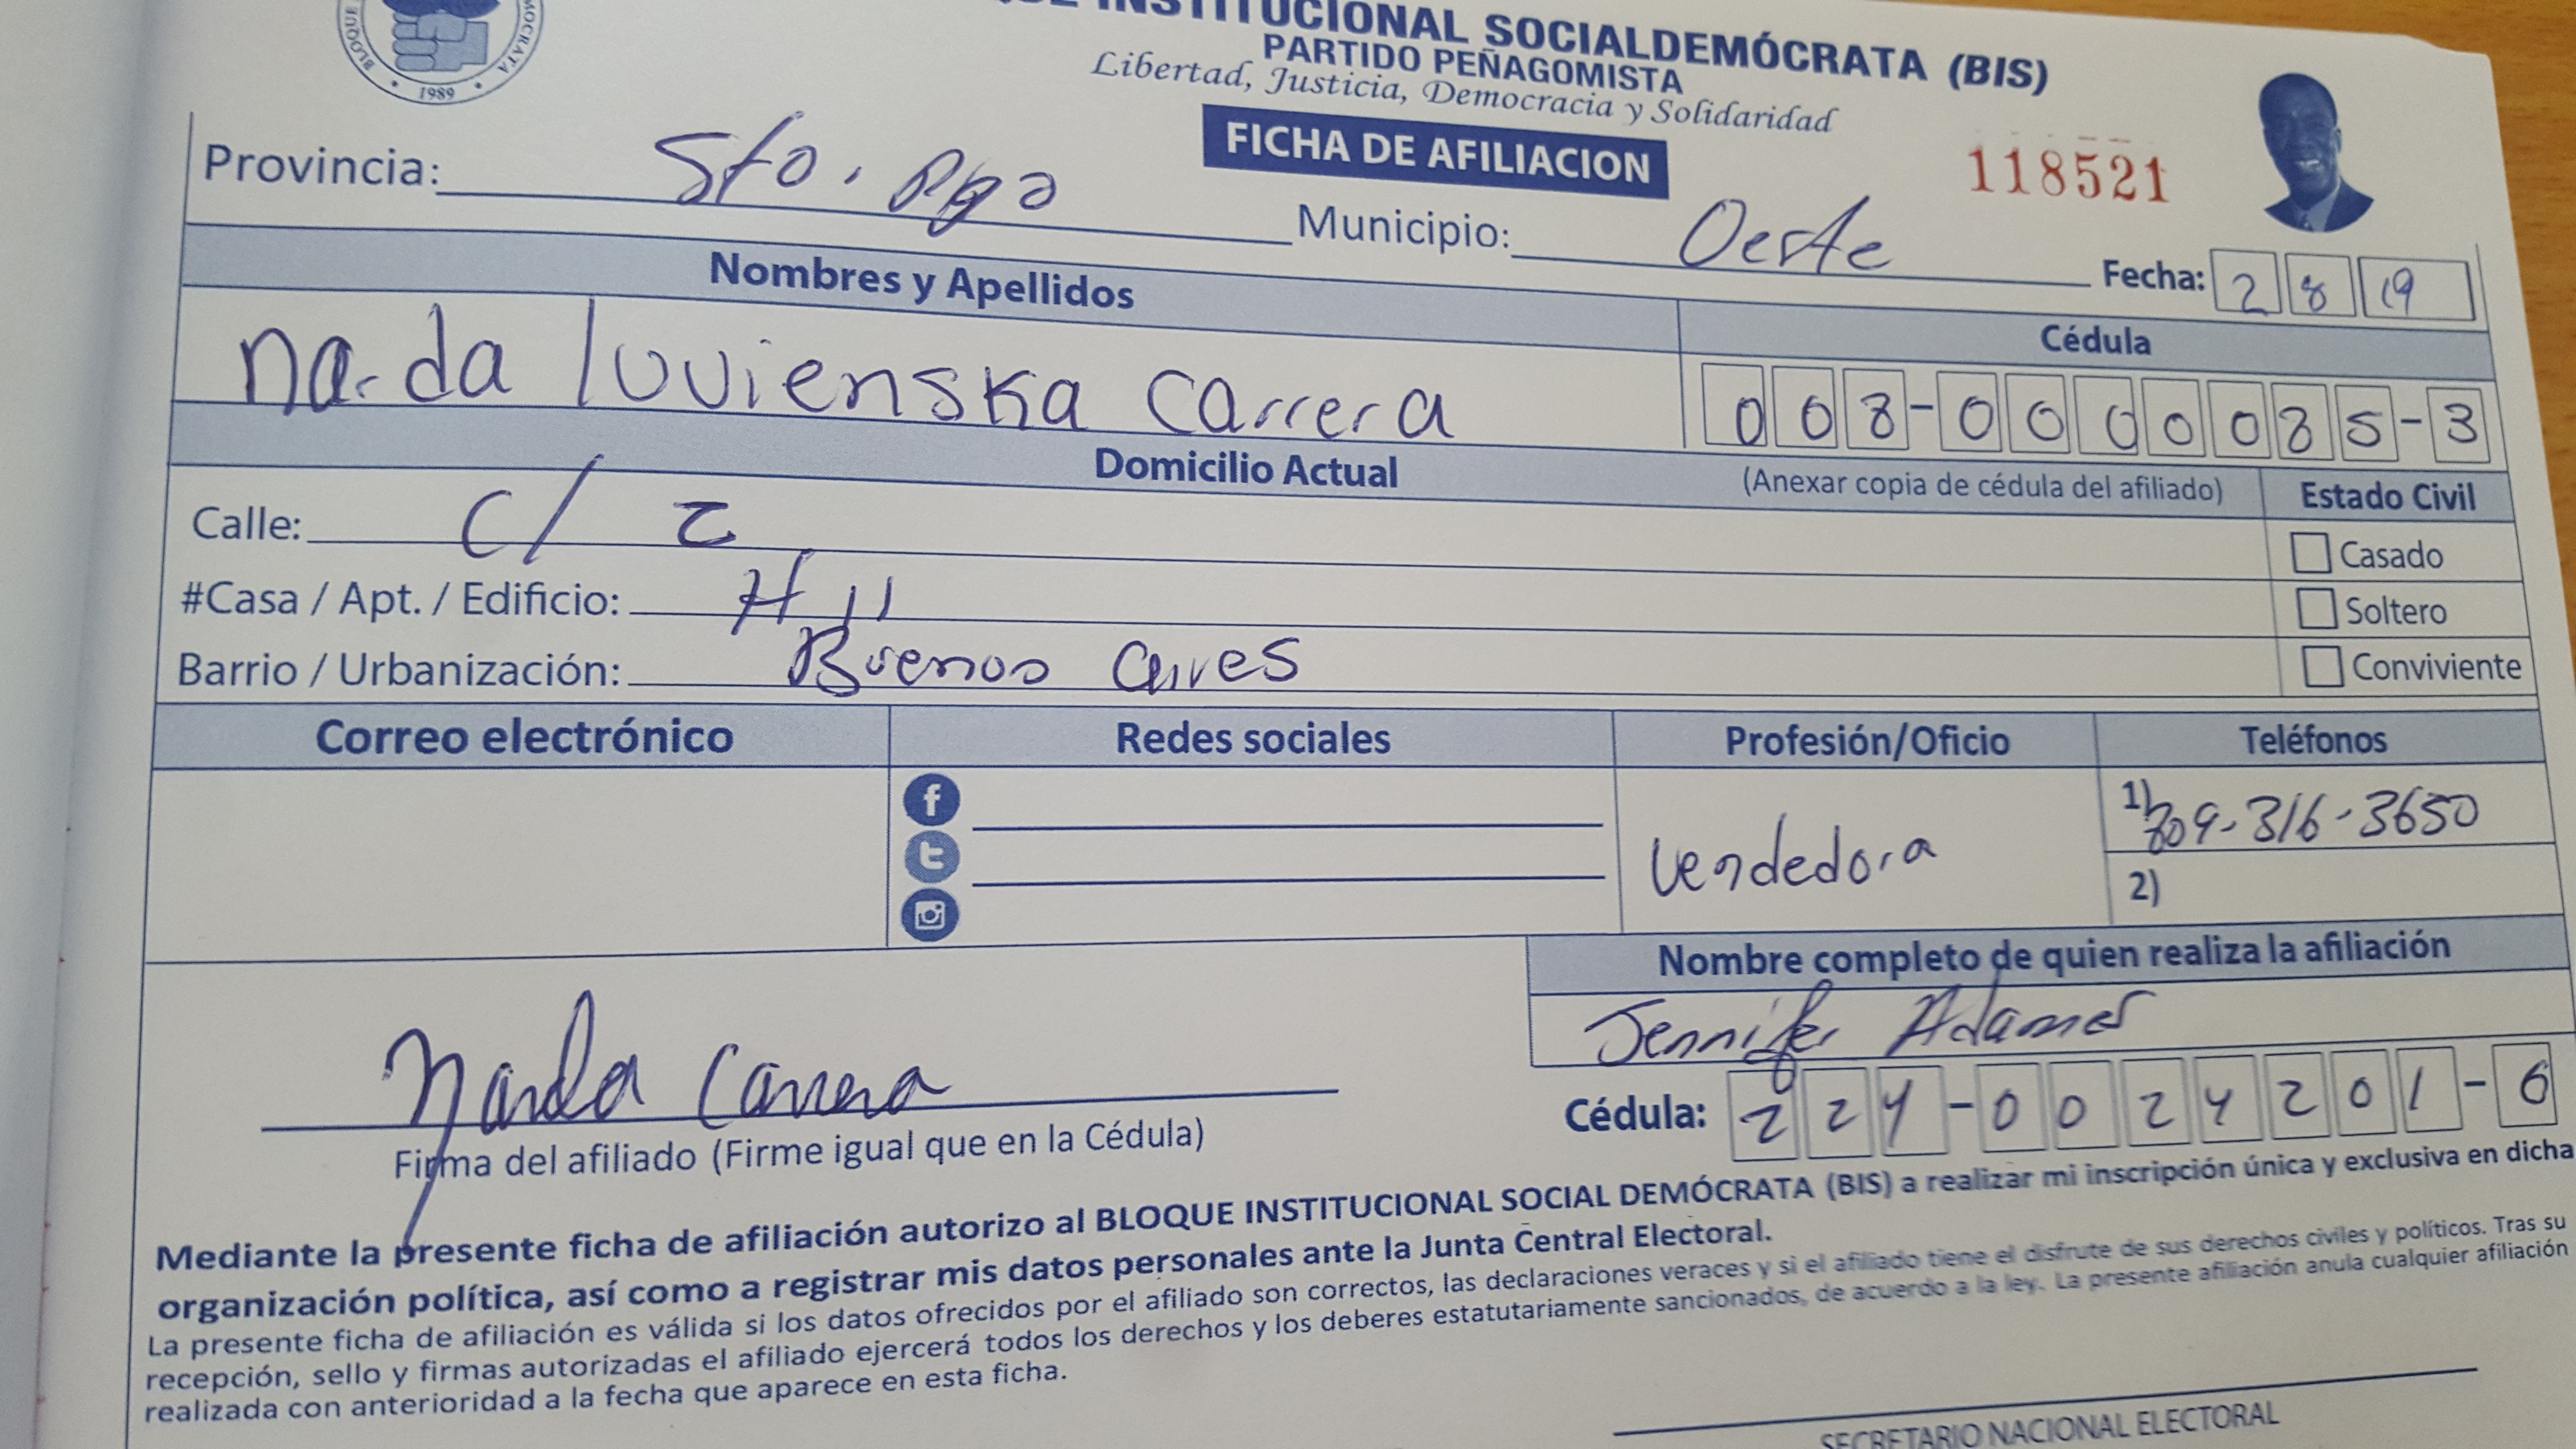 BLOQUE
MOCRATA
• 1989 •
INSTITUCIONAL SOCIALDEMÓCRATA (BIS)
PARTIDO PEÑAGOMISTA
Libertad, Justicia, Democracia y Solidaridad
FICHA DE AFILIACION
118521
Provincia: Sto. Dgo
Municipio: Oeste
Fecha: 2 8 19
Nombres y Apellidos
Cédula
Narda luvienska Carrera
008-0000085-3
Domicilio Actual
(Anexar copia de cédula del afiliado)
Estado Civil
Calle: C/ 2
Casado
#Casa / Apt. / Edificio: # 11
Soltero
Barrio / Urbanización: Buenos aires
Conviviente
Correo electrónico
Redes sociales
Profesión/Oficio
Teléfonos
Vendedora
1) 809-316-3650
2)
Nombre completo de quien realiza la afiliación
Jennifer Adames
Cédula: 224-0024201-6
Narda Carrera
Firma del afiliado (Firme igual que en la Cédula)
Mediante la presente ficha de afiliación autorizo al BLOQUE INSTITUCIONAL SOCIAL DEMÓCRATA (BIS) a realizar mi inscripción única y exclusiva en dicha
organización política, así como a registrar mis datos personales ante la Junta Central Electoral.
La presente ficha de afiliación es válida si los datos ofrecidos por el afiliado son correctos, las declaraciones veraces y si el afiliado tiene el disfrute de sus derechos civiles y políticos. Tras su
recepción, sello y firmas autorizadas el afiliado ejercerá todos los derechos y los deberes estatutariamente sancionados, de acuerdo a la ley. La presente afiliación anula cualquier afiliación
realizada con anterioridad a la fecha que aparece en esta ficha.
SECRETARIO NACIONAL ELECTORAL